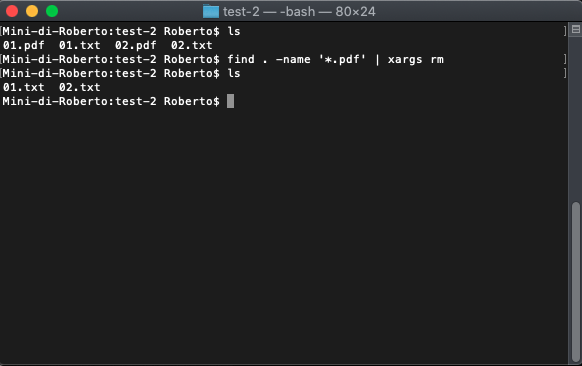 test-2 — -bash — 80×24
[Mini-di-Roberto:test-2 Roberto$ ls ]
01.pdf  01.txt  02.pdf  02.txt
[Mini-di-Roberto:test-2 Roberto$ find . -name '*.pdf' | xargs rm ]
[Mini-di-Roberto:test-2 Roberto$ ls ]
01.txt  02.txt
Mini-di-Roberto:test-2 Roberto$